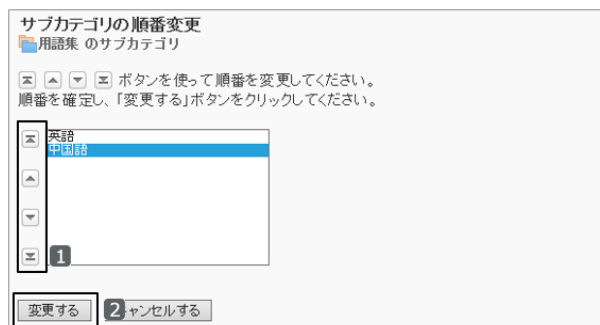 サブカテゴリの順番変更
用語集 のサブカテゴリ
ボタンを使って順番を変更してください。
順番を確定し、「変更する」ボタンをクリックしてください。
英語
中国語
1
変更する 2 ャンセルする